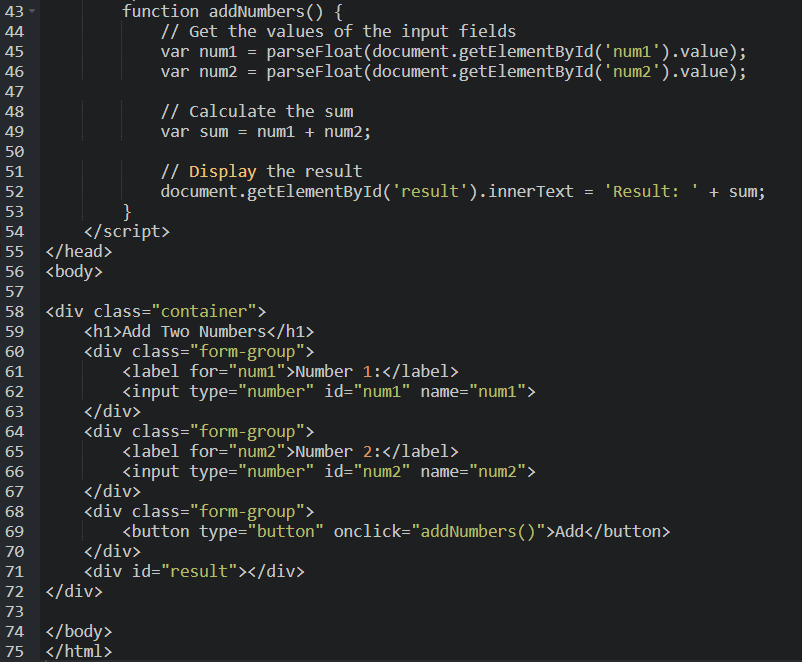 43 function addNumbers() {
44 // Get the values of the input fields
45 var num1 = parseFloat(document.getElementById('num1').value);
46 var num2 = parseFloat(document.getElementById('num2').value);
47
48 // Calculate the sum
49 var sum = num1 + num2;
50
51 // Display the result
52 document.getElementById('result').innerText = 'Result: ' + sum;
53 }
54 </script>
55 </head>
56 <body>
57
58 <div class="container">
59 <h1>Add Two Numbers</h1>
60 <div class="form-group">
61 <label for="num1">Number 1:</label>
62 <input type="number" id="num1" name="num1">
63 </div>
64 <div class="form-group">
65 <label for="num2">Number 2:</label>
66 <input type="number" id="num2" name="num2">
67 </div>
68 <div class="form-group">
69 <button type="button" onclick="addNumbers()">Add</button>
70 </div>
71 <div id="result"></div>
72 </div>
73
74 </body>
75 </html>